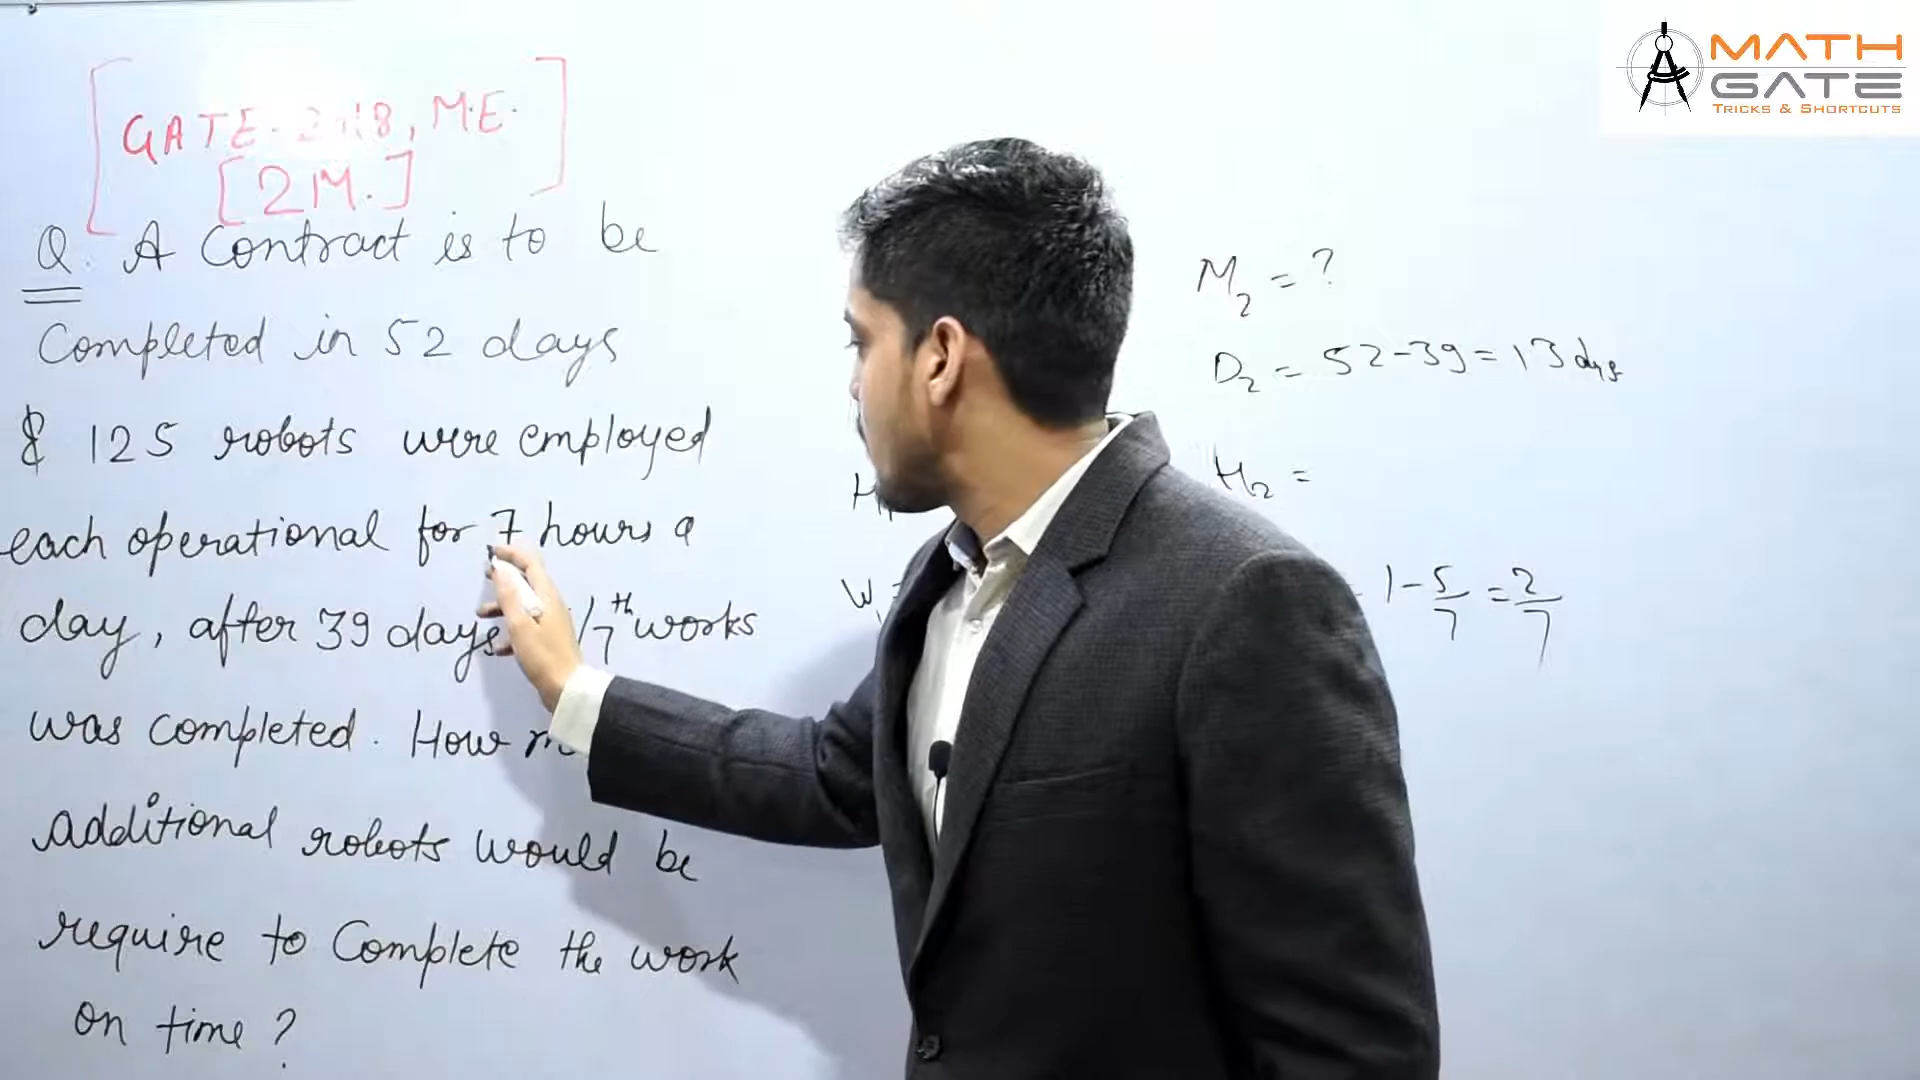 [GATE-2018, M.E.
[2M.]]
Q. A Contract is to be
Completed in 52 days
& 125 robots were employed
each operational for 7 hours a
day, after 39 days /7th works
was completed. How
additional robots would be
require to Complete the work
on time?
M2 = ?
D2 = 52-39 = 13 days
H2 =
= 1 - 5/7 = 2/7
W1 =
MATH
GATE
TRICKS & SHORTCUTS